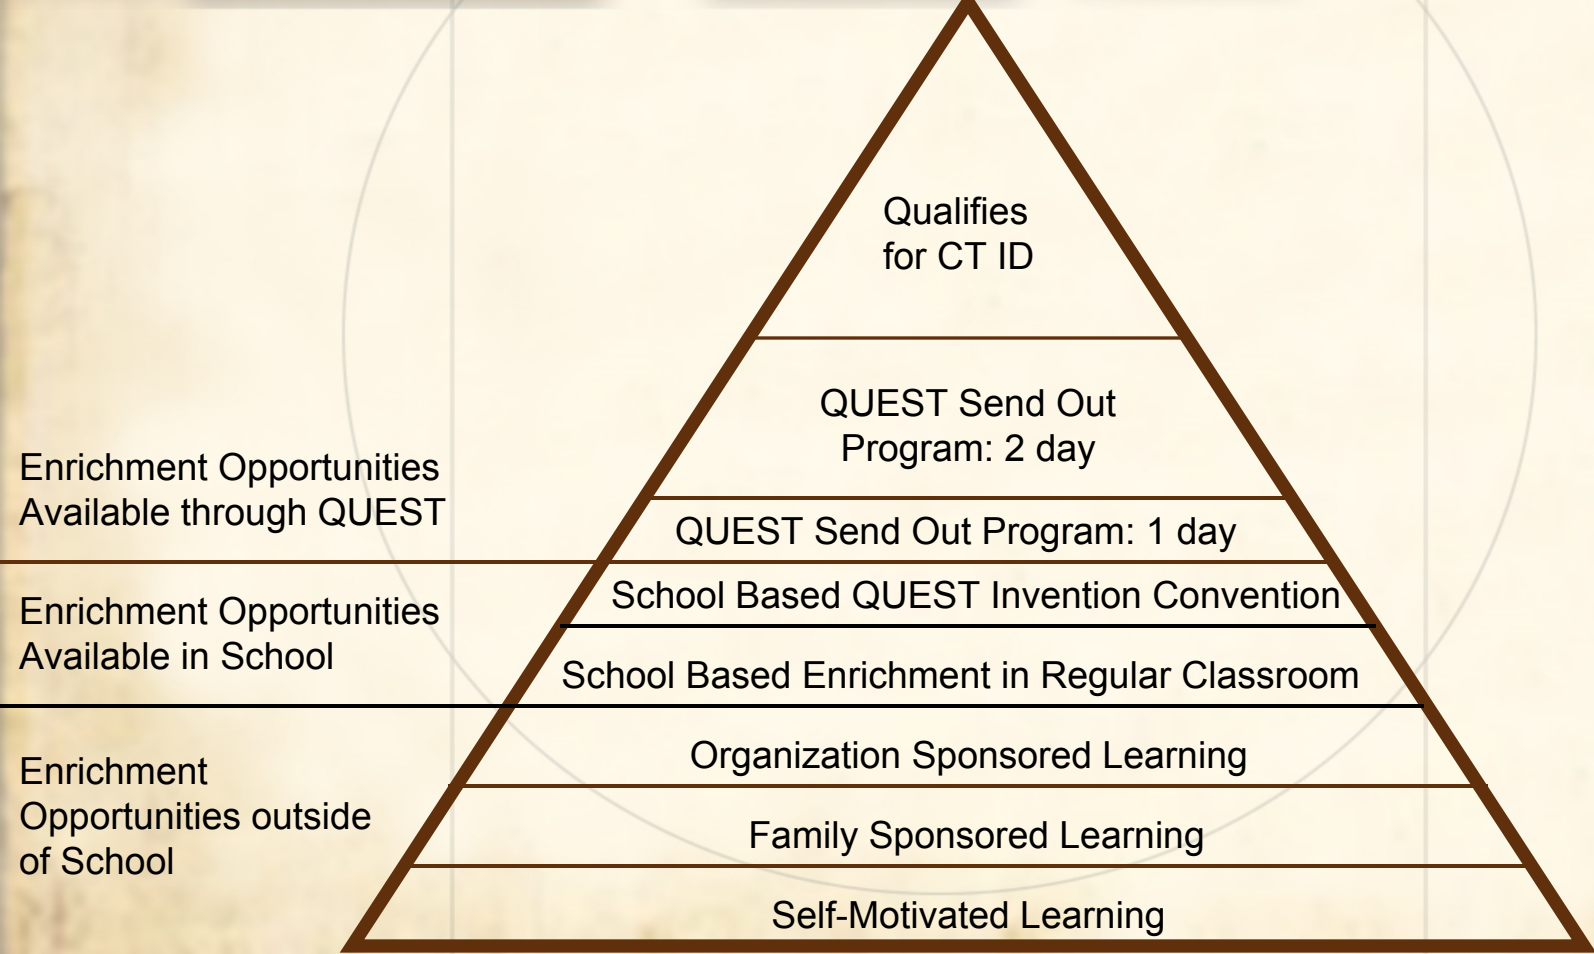 Qualifies
for CT ID
QUEST Send Out
Program: 2 day
Enrichment Opportunities
Available through QUEST
QUEST Send Out Program: 1 day
School Based QUEST Invention Convention
Enrichment Opportunities
Available in School
School Based Enrichment in Regular Classroom
Organization Sponsored Learning
Enrichment
Opportunities outside
of School
Family Sponsored Learning
Self-Motivated Learning